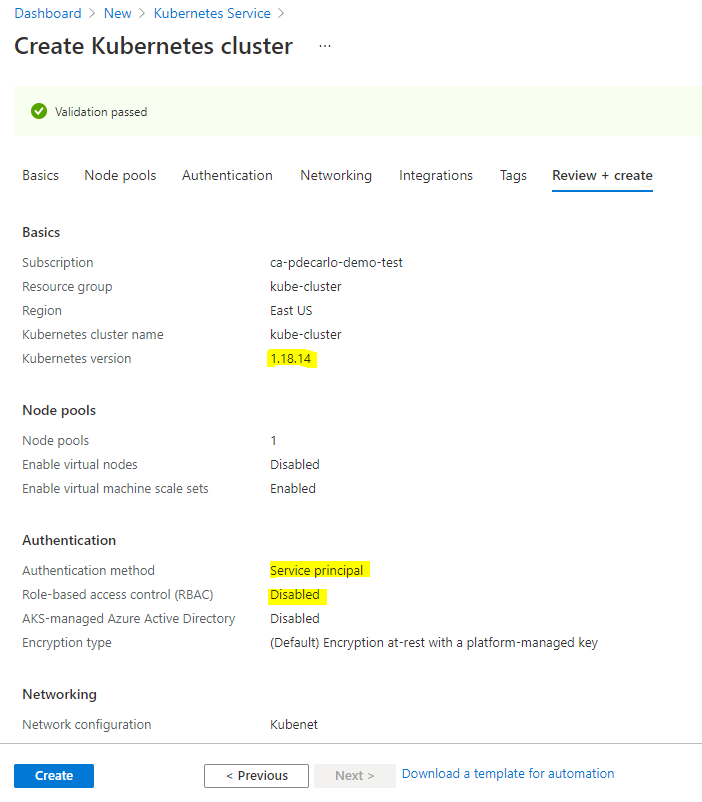 Dashboard > New > Kubernetes Service >
Create Kubernetes cluster ...
Validation passed
Basics Node pools Authentication Networking Integrations Tags Review + create
Basics
Subscription ca-pdecarlo-demo-test
Resource group kube-cluster
Region East US
Kubernetes cluster name kube-cluster
Kubernetes version 1.18.14
Node pools
Node pools 1
Enable virtual nodes Disabled
Enable virtual machine scale sets Enabled
Authentication
Authentication method Service principal
Role-based access control (RBAC) Disabled
AKS-managed Azure Active Directory Disabled
Encryption type (Default) Encryption at-rest with a platform-managed key
Networking
Network configuration Kubenet
Create < Previous Next > Download a template for automation